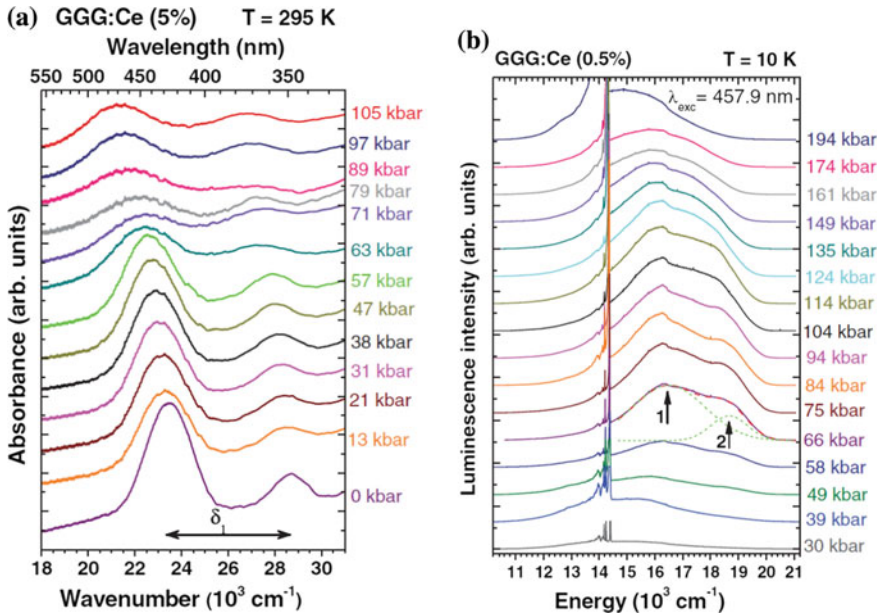 (a) GGG:Ce (5%) T = 295 K
Wavelength (nm)
550 500 450 400 350
105 kbar
97 kbar
89 kbar
79 kbar
71 kbar
63 kbar
57 kbar
47 kbar
38 kbar
31 kbar
21 kbar
13 kbar
0 kbar
δ1
Absorbance (arb. units)
18 20 22 24 26 28 30
Wavenumber (10³ cm⁻¹)
(b)
GGG:Ce (0.5%) T = 10 K
λexc = 457.9 nm
194 kbar
174 kbar
161 kbar
149 kbar
135 kbar
124 kbar
114 kbar
104 kbar
94 kbar
84 kbar
75 kbar
66 kbar
58 kbar
49 kbar
39 kbar
30 kbar
1
2
Luminescence intensity (arb. units)
11 12 13 14 15 16 17 18 19 20 21
Energy (10³ cm⁻¹)